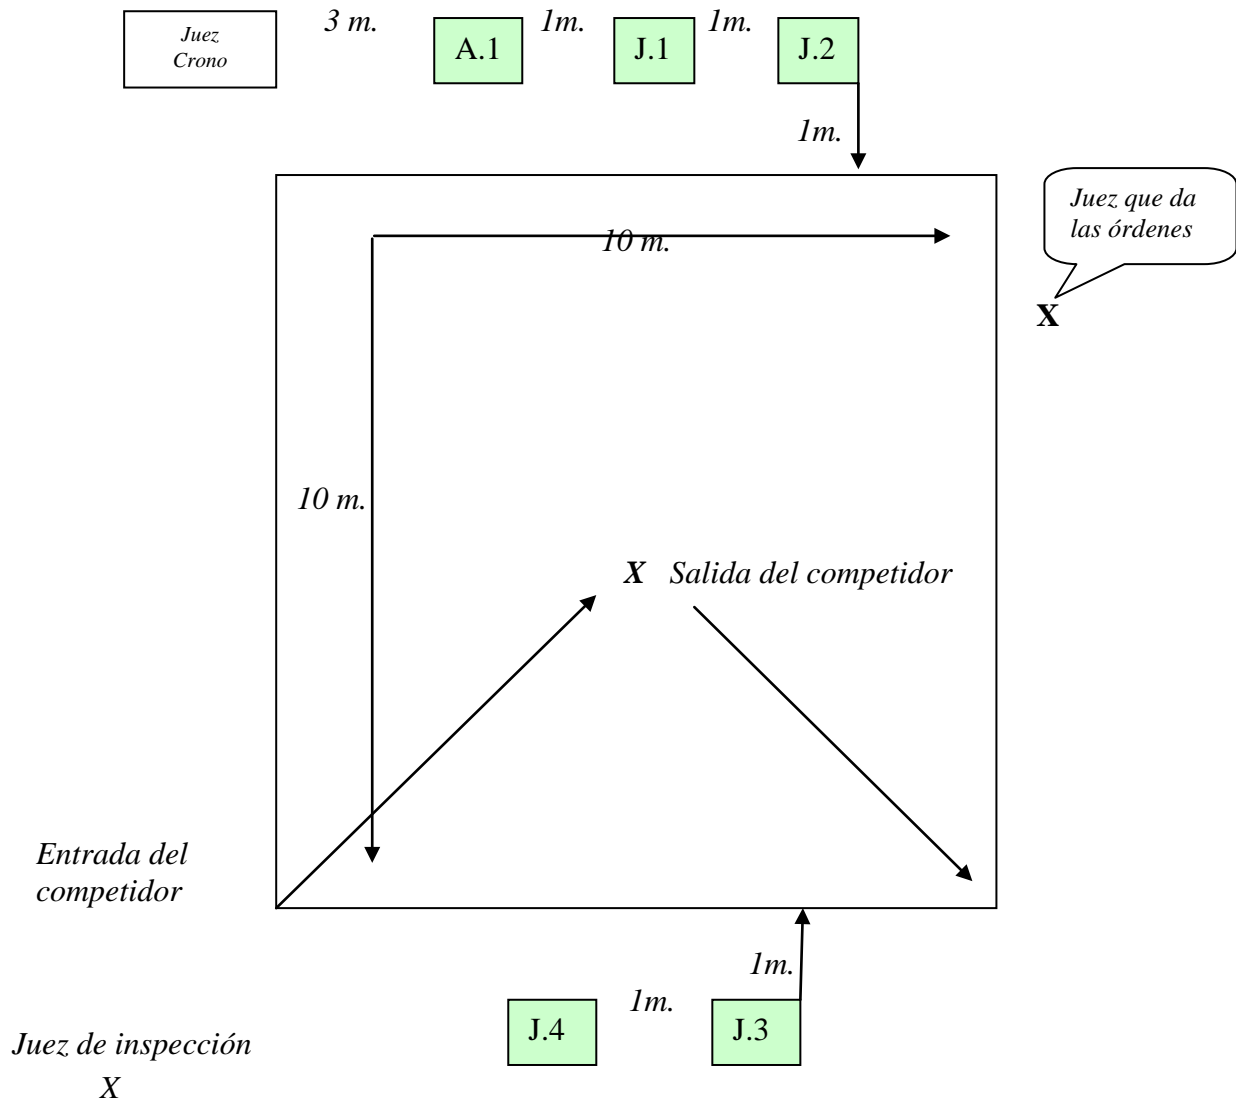 Juez
Crono
3 m.
A.1
1m.
J.1
1m.
J.2
1m.
Juez que da
las órdenes
X
10 m.
10 m.
X Salida del competidor
Entrada del
competidor
1m.
J.4
1m.
J.3
Juez de inspección
X